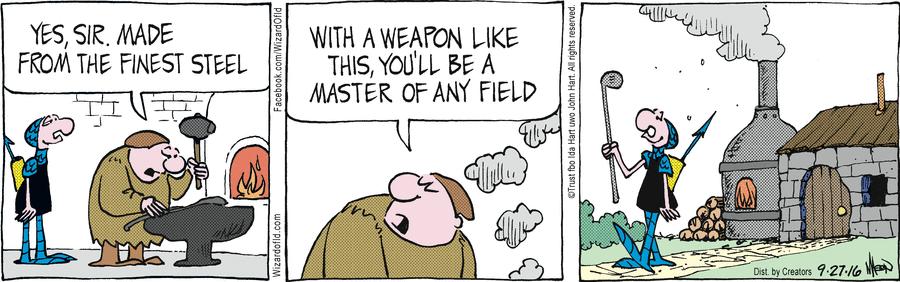 YES, SIR. MADE
FROM THE FINEST STEEL
Facebook.com/WizardOfId
Wizardofid.com
WITH A WEAPON LIKE
THIS, YOU'LL BE A
MASTER OF ANY FIELD
©Trust fbo Ida Hart uwo John Hart. All rights reserved.
Dist. by Creators
9·27·16